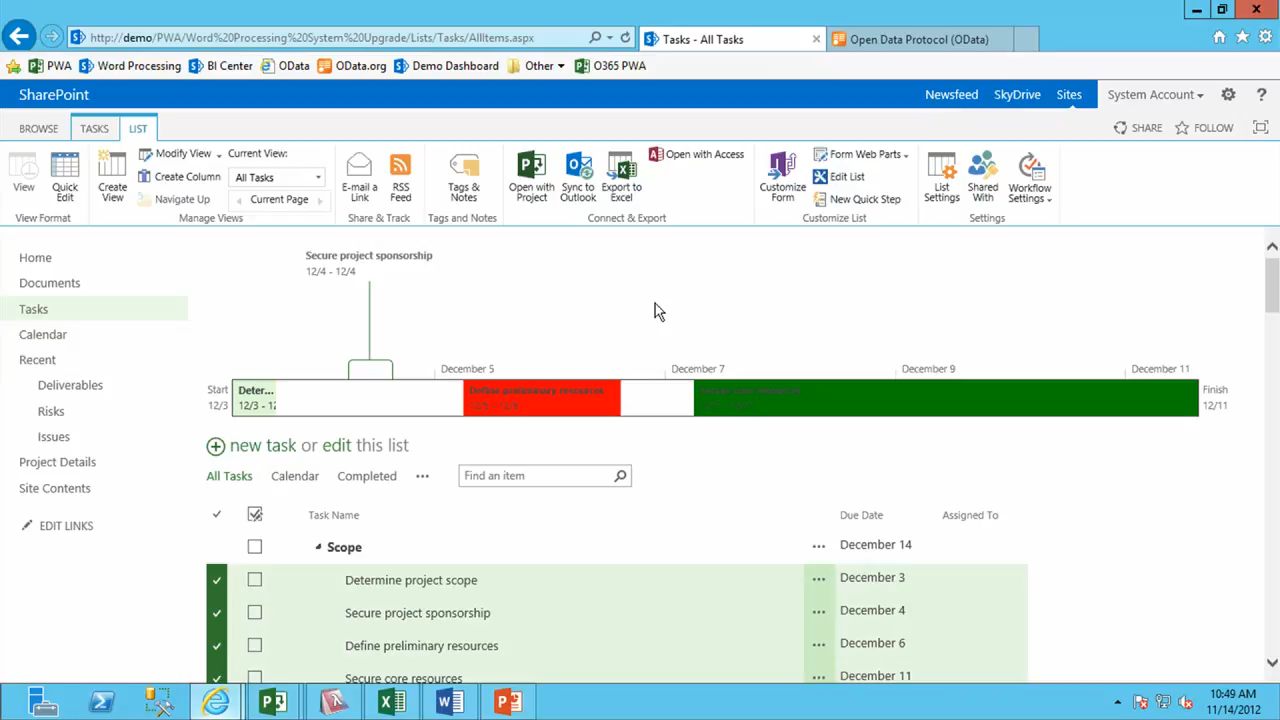 http://demo/PWA/Word%20Processing%20System%20Upgrade/Lists/Tasks/AllItems.aspx
Tasks - All Tasks
Open Data Protocol (OData)
PWA
Word Processing
BI Center
OData
OData.org
Demo Dashboard
Other
O365 PWA
SharePoint
Newsfeed
SkyDrive
Sites
System Account
?
BROWSE
TASKS
LIST
SHARE
FOLLOW
View
Quick Edit
View Format
Create View
Modify View
Create Column
Navigate Up
Current View:
All Tasks
Current Page
Manage Views
E-mail a Link
RSS Feed
Share & Track
Tags & Notes
Tags and Notes
Open with Project
Sync to Outlook
Export to Excel
Open with Access
Connect & Export
Customize Form
Form Web Parts
Edit List
New Quick Step
Customize List
List Settings
Shared With
Workflow Settings
Settings
Home
Documents
Tasks
Calendar
Recent
Deliverables
Risks
Issues
Project Details
Site Contents
EDIT LINKS
Secure project sponsorship
12/4 - 12/4
December 5
December 7
December 9
December 11
Start
12/3
Deter...
12/3 - 12
Define preliminary resources
Secure core resources
Finish
12/11
new task or edit this list
All Tasks
Calendar
Completed
...
Find an item
Task Name
Due Date
Assigned To
Scope
... December 14
Determine project scope
... December 3
Secure project sponsorship
... December 4
Define preliminary resources
... December 6
Secure core resources
... December 11
10:49 AM
11/14/2012